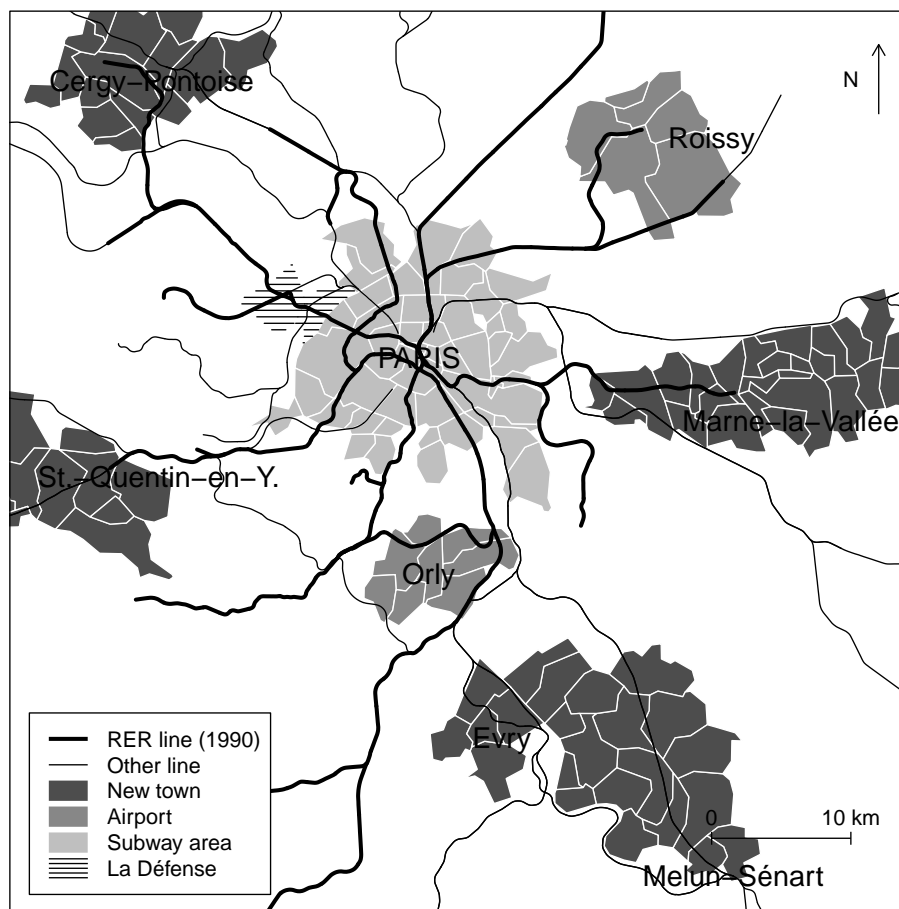 Cergy−Pontoise
N
Roissy
PARIS
Marne−la−Vallée
St.−Quentin−en−Y.
Orly
Evry
RER line (1990)
Other line
New town
Airport
Subway area
La Défense
0 10 km
Melun−Sénart